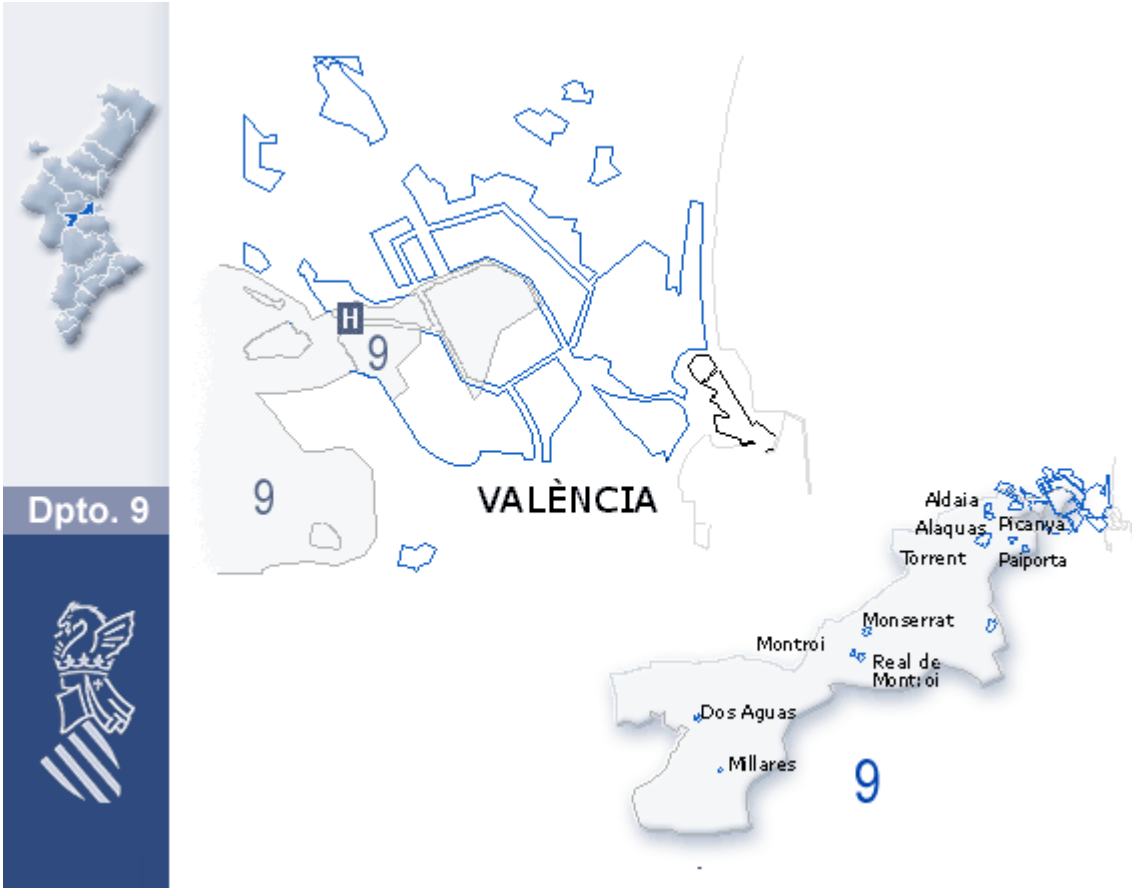 H
9
9
VALÈNCIA
Dpto. 9
Aldaia
Alaquas
Picanya
Torrent
Paiporta
Monserrat
Montroi
Real de
Montroi
Dos Aguas
Millares
9